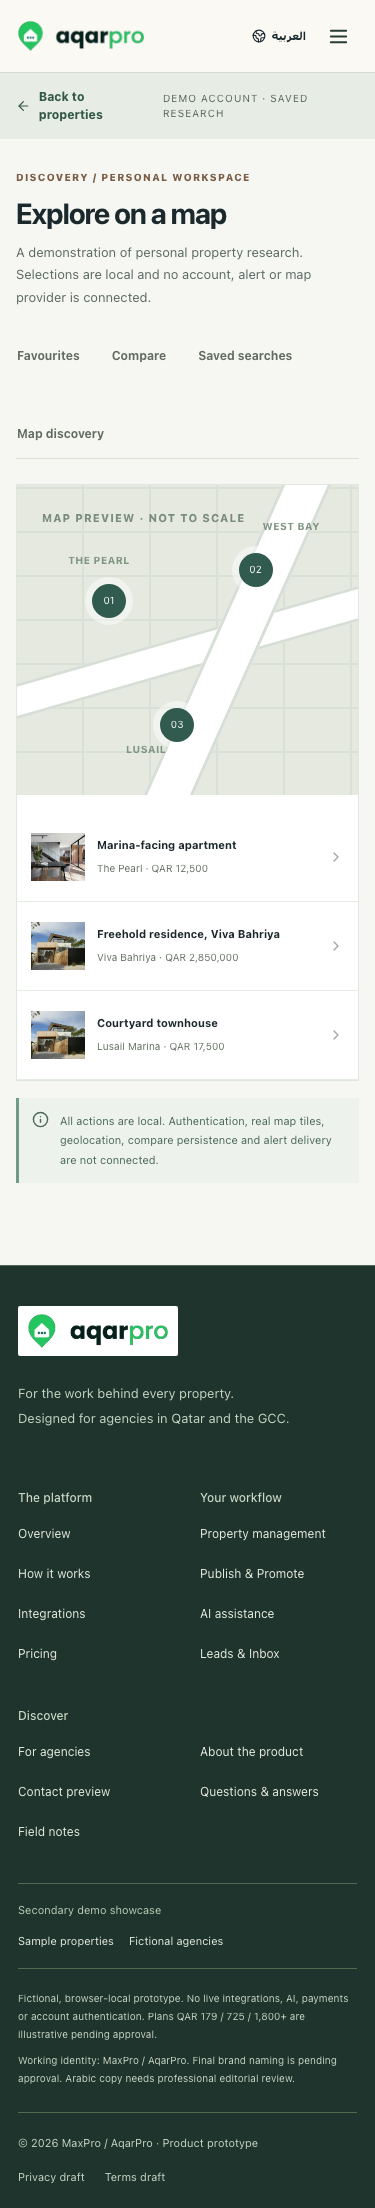 aqarpro
العربية
Back to
properties
DEMO ACCOUNT · SAVED
RESEARCH
DISCOVERY / PERSONAL WORKSPACE
Explore on a map
A demonstration of personal property research.
Selections are local and no account, alert or map
provider is connected.
Favourites
Compare
Saved searches
Map discovery
MAP PREVIEW · NOT TO SCALE
WEST BAY
THE PEARL
02
01
03
LUSAIL
Marina-facing apartment
The Pearl · QAR 12,500
Freehold residence, Viva Bahriya
Viva Bahriya · QAR 2,850,000
Courtyard townhouse
Lusail Marina · QAR 17,500
All actions are local. Authentication, real map tiles,
geolocation, compare persistence and alert delivery
are not connected.
aqarpro
For the work behind every property.
Designed for agencies in Qatar and the GCC.
The platform
Overview
How it works
Integrations
Pricing
Your workflow
Property management
Publish & Promote
AI assistance
Leads & Inbox
Discover
For agencies
About the product
Contact preview
Questions & answers
Field notes
Secondary demo showcase
Sample properties
Fictional agencies
Fictional, browser-local prototype. No live integrations, AI, payments
or account authentication. Plans QAR 179 / 725 / 1,800+ are
illustrative pending approval.
Working identity: MaxPro / AqarPro. Final brand naming is pending
approval. Arabic copy needs professional editorial review.
© 2026 MaxPro / AqarPro · Product prototype
Privacy draft
Terms draft